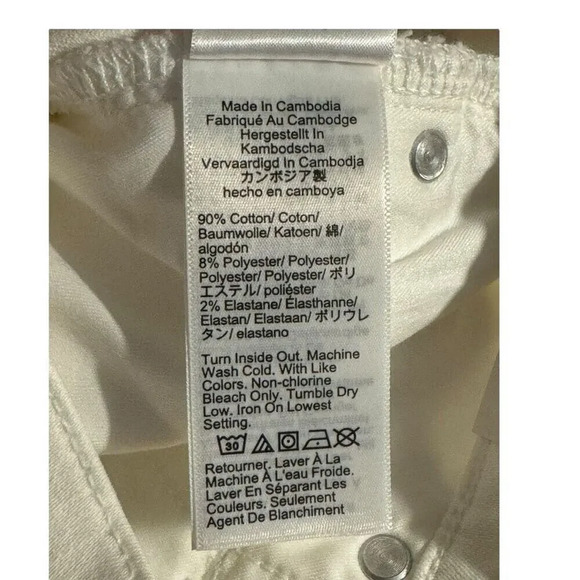 Made In Cambodia
Fabriqué Au Cambodge
Hergestellt In
Kambodscha
Vervaardigd In Cambodja
カンボジア製
hecho en camboya
90% Cotton/ Coton/
Baumwolle/ Katoen/ 綿/
algodón
8% Polyester/ Polyester/
Polyester/ Polyester/ ポリ
エステル/ poliéster
2% Elastane/ Élasthanne/
Elastan/ Elastaan/ ポリウレ
タン/ elastano
Turn Inside Out. Machine
Wash Cold. With Like
Colors. Non-chlorine
Bleach Only. Tumble Dry
Low. Iron On Lowest
Setting.
30
Retourner. Laver À La
Machine À L'eau Froide.
Laver En Séparant Les
Couleurs. Seulement
Agent De Blanchiment